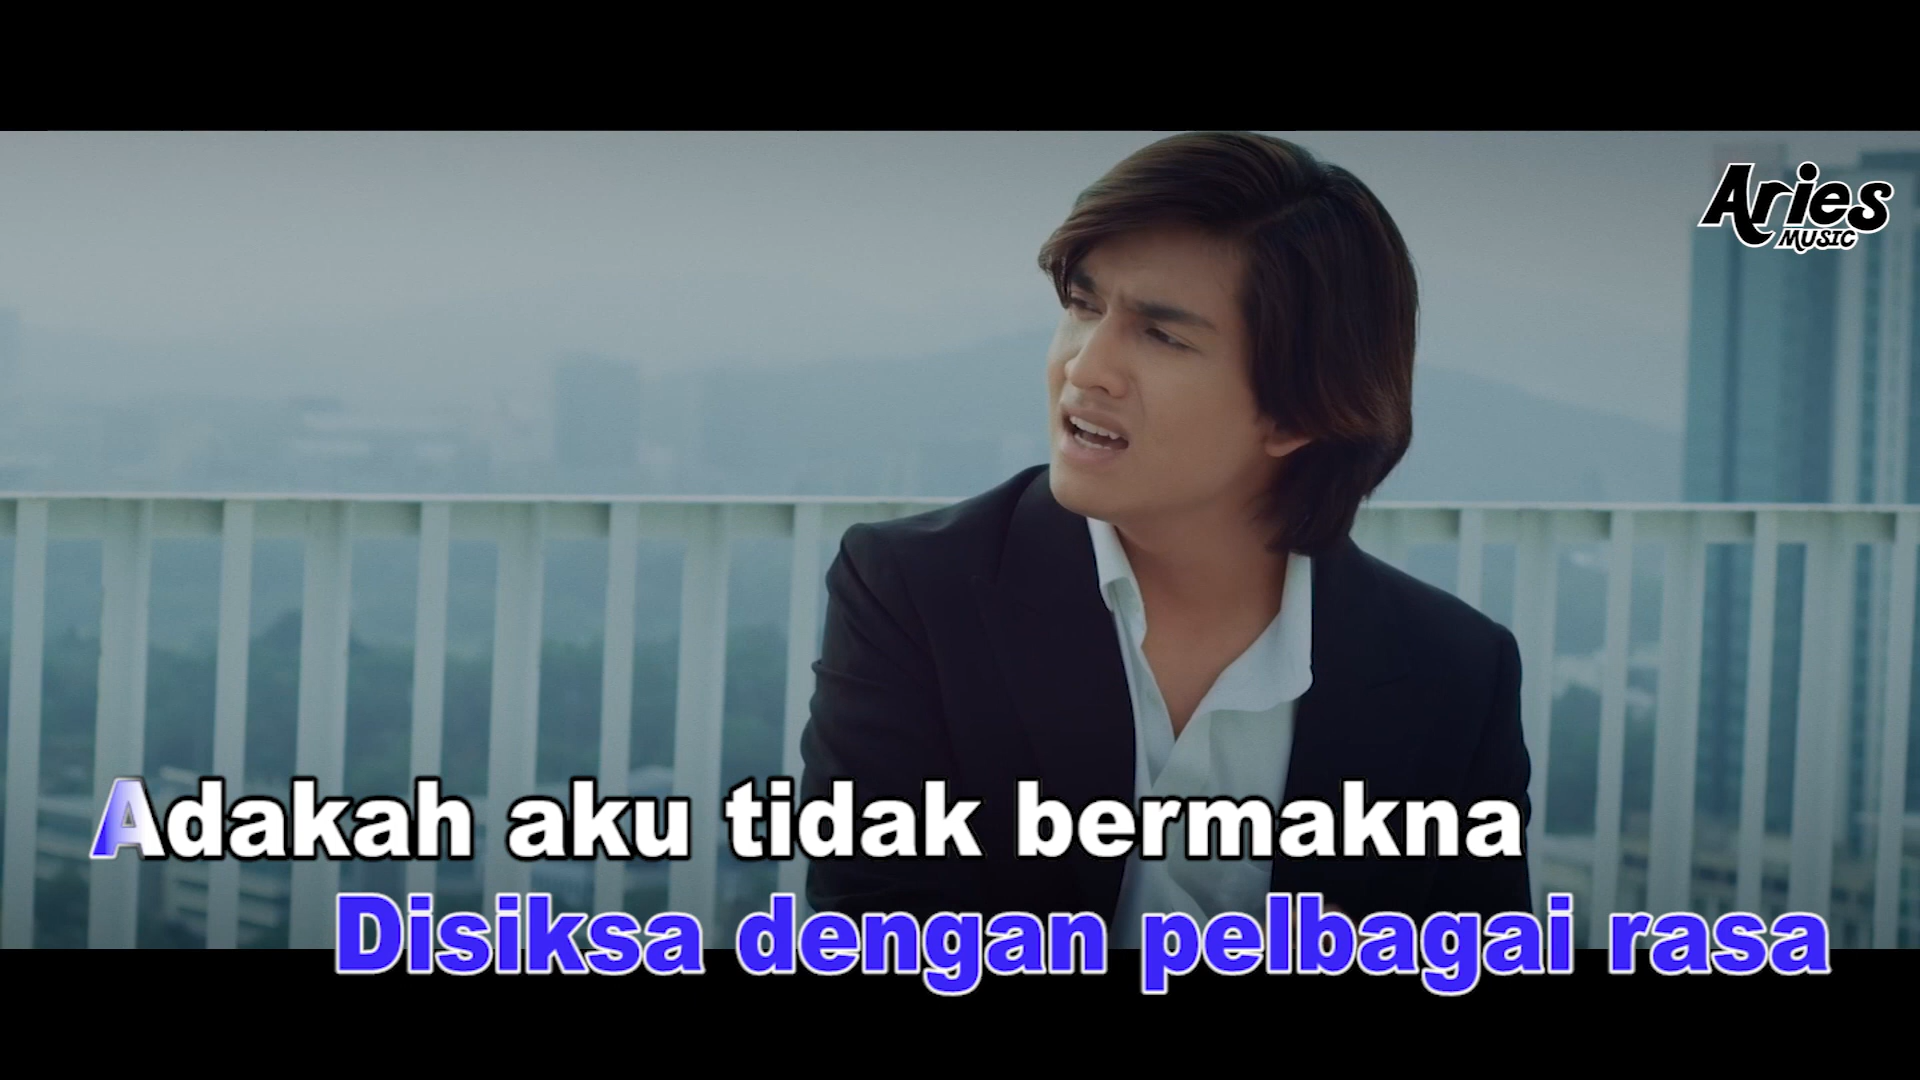 Aries
MUSIC
Adakah aku tidak bermakna
Disiksa dengan pelbagai rasa